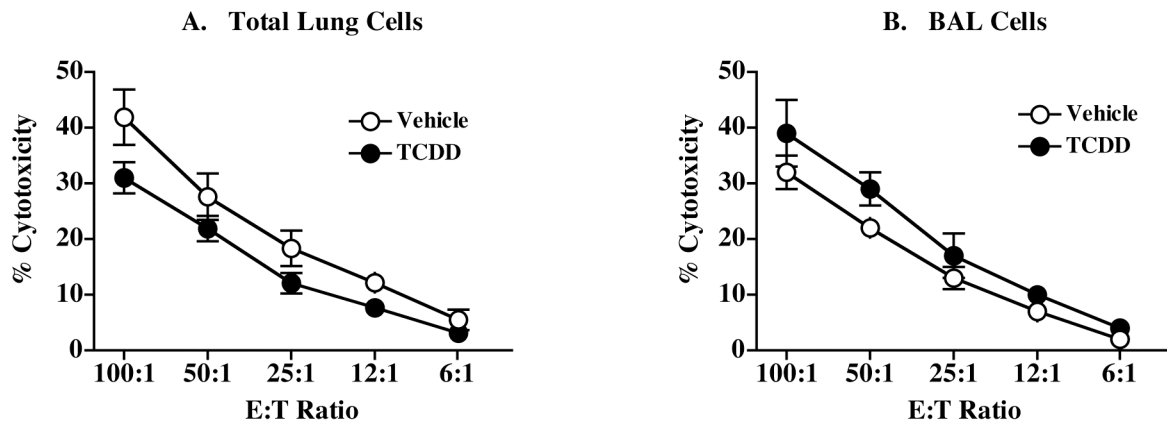 A. Total Lung Cells
% Cytotoxicity
50
40
30
20
10
0
Vehicle
TCDD
100:1 50:1 25:1 12:1 6:1
E:T Ratio
B. BAL Cells
% Cytotoxicity
50
40
30
20
10
0
Vehicle
TCDD
100:1 50:1 25:1 12:1 6:1
E:T Ratio